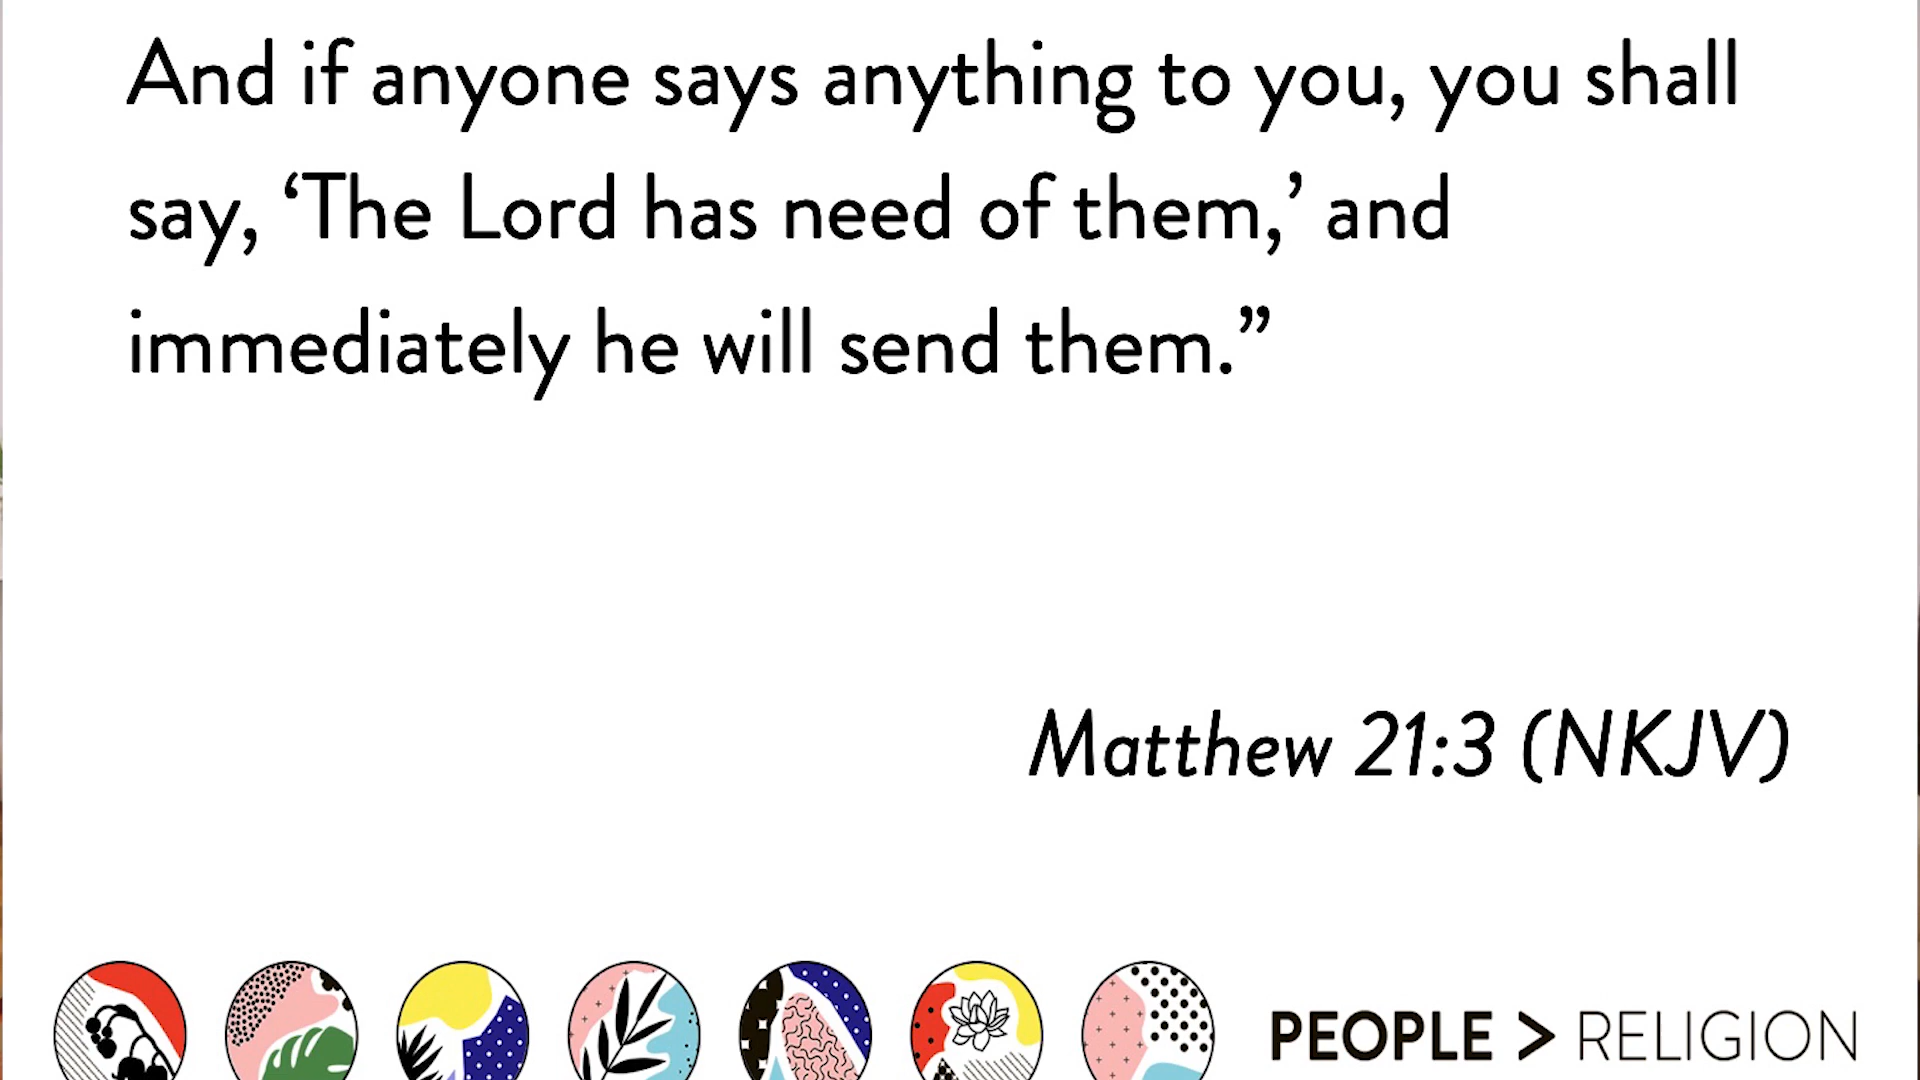 And if anyone says anything to you, you shall
say, ‘The Lord has need of them,’ and
immediately he will send them.”
Matthew 21:3 (NKJV)
PEOPLE > RELIGION